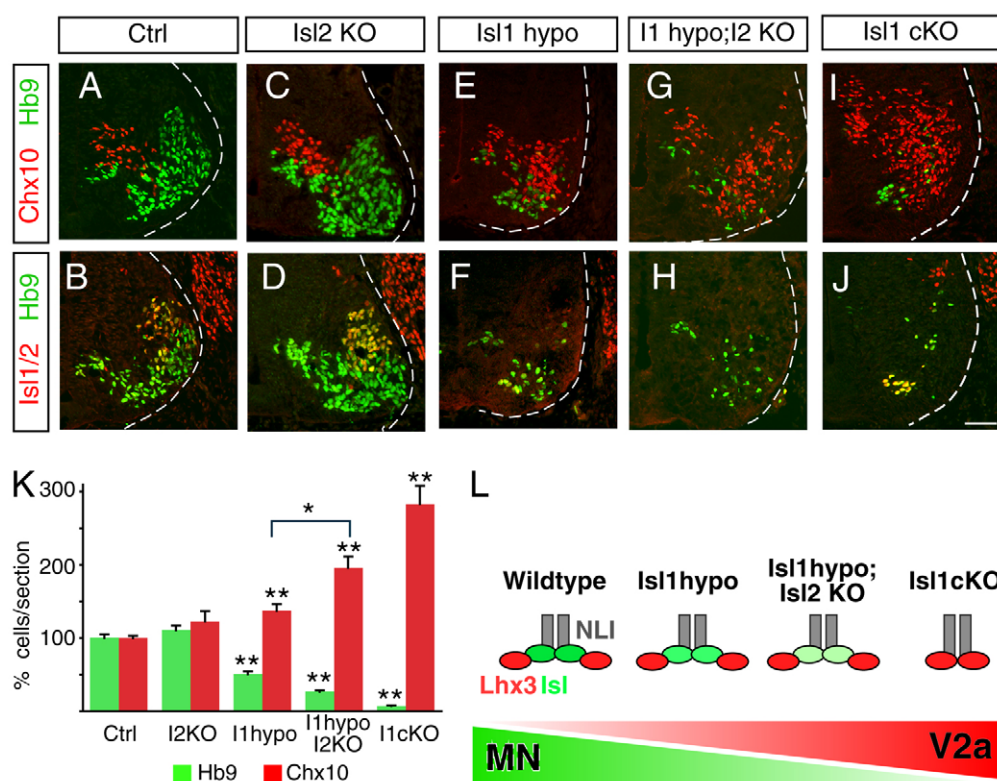 Ctrl
Isl2 KO
Isl1 hypo
I1 hypo;I2 KO
Isl1 cKO
Chx10 Hb9
A
C
E
G
I
Isl1/2 Hb9
B
D
F
H
J
K
% cells/section
300
200
100
**
**
*
**
**
**
**
Ctrl
I2KO
I1hypo
I1hypo
I2KO
I1cKO
Hb9
Chx10
L
Wildtype
Isl1hypo
Isl1hypo;
Isl2 KO
Isl1cKO
NLI
Lhx3 Isl
MN
V2a